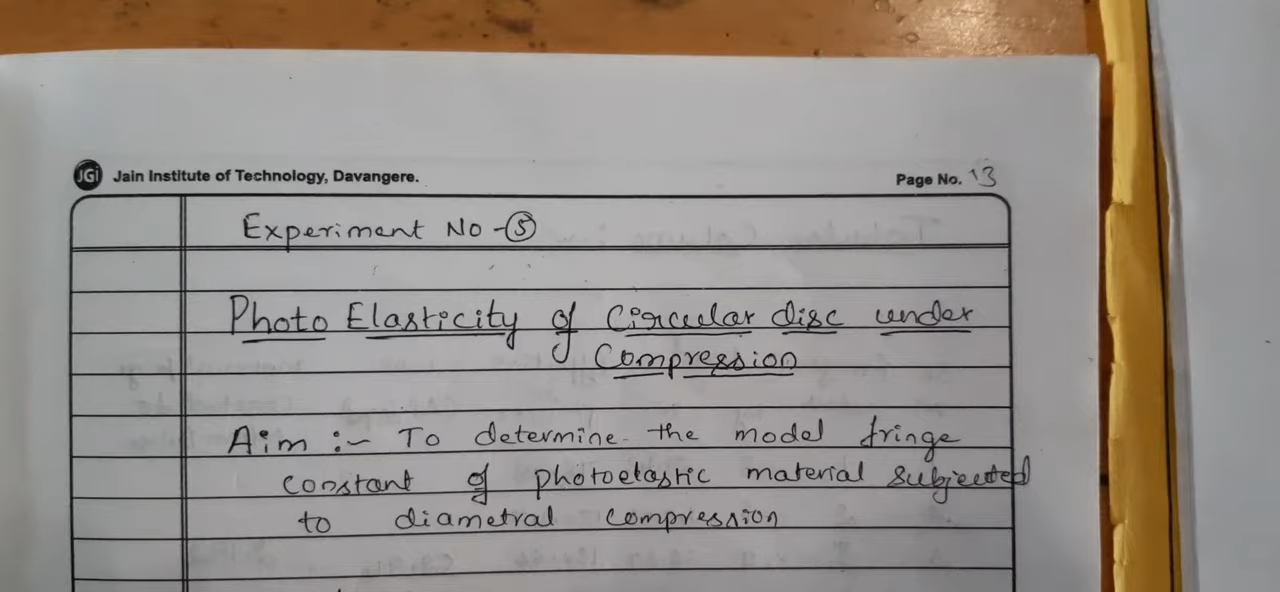 JGi Jain Institute of Technology, Davangere.
Page No. 13
Experiment No -⑤
Photo Elasticity of Circular disc under
Compression
Aim :- To determine the model fringe
constant of photoelastic material subjected
to diametral compression